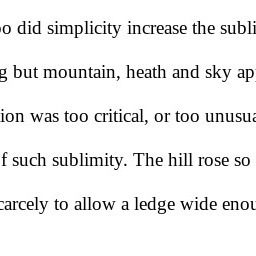 oo did simplicity increase the subli
g but mountain, heath and sky ap
ion was too critical, or too unusua
f such sublimity. The hill rose so
carcely to allow a ledge wide enou